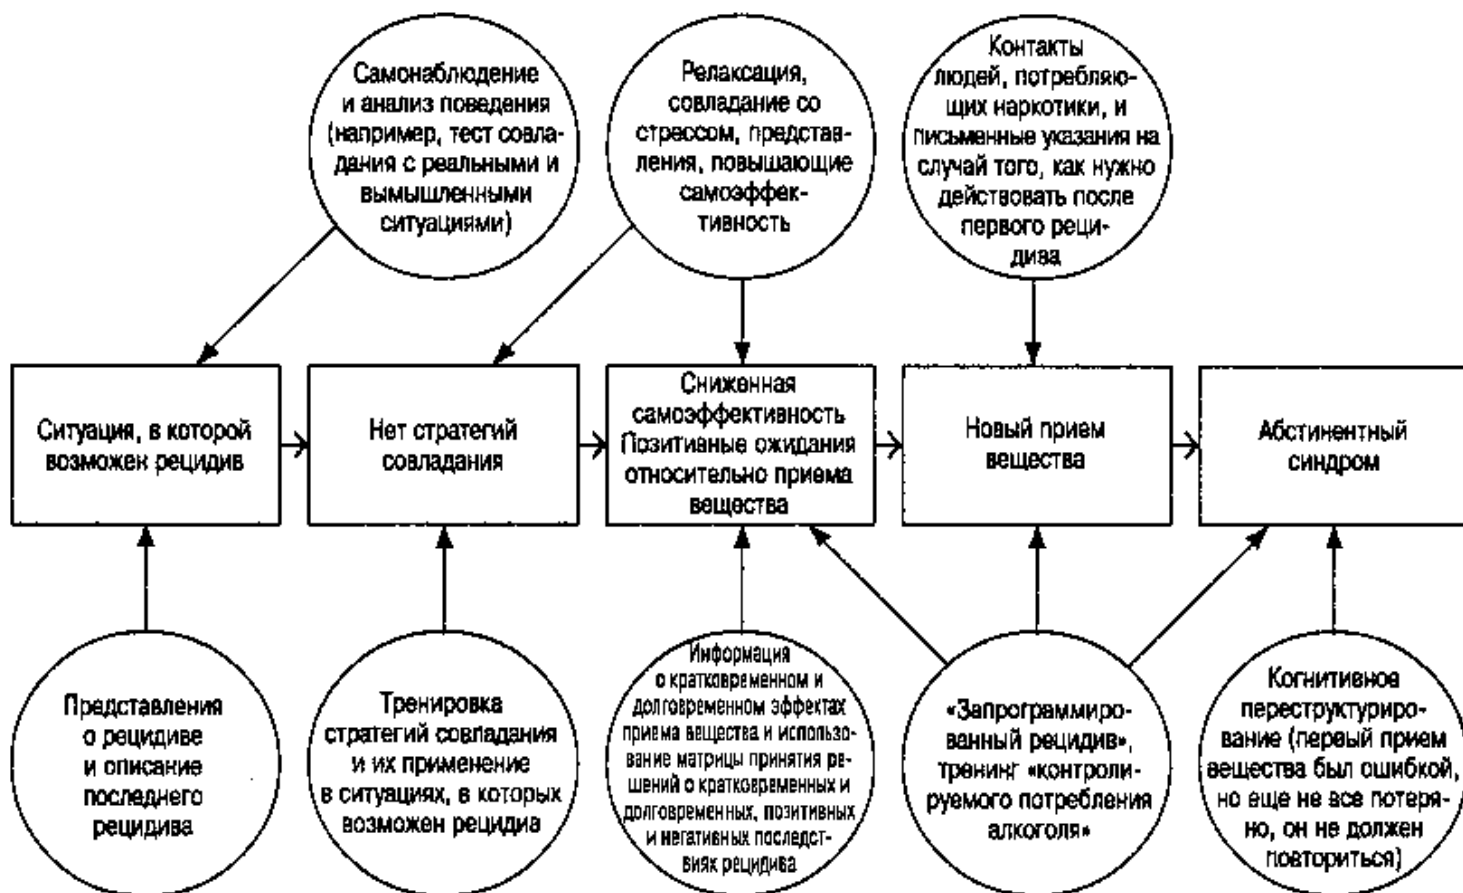 Самонаблюдение
и анализ поведения
(например, тест совла-
дания с реальными и
вымышленными
ситуациями)
Релаксация,
совладание со
стрессом, представ-
ления, повышающие
самоэффек-
тивность
Контакты
людей, потребляю-
щих наркотики, и
письменные указания на
случай того, как нужно
действовать после
первого реци-
дива
Ситуация, в которой
возможен рецидив
Нет стратегий
совладания
Сниженная
самоэффективность
Позитивные ожидания
относительно приема
вещества
Новый прием
вещества
Абстинентный
синдром
Представления
о рецидиве
и описание
последнего
рецидива
Тренировка
стратегий совладания
и их применение
в ситуациях, в которых
возможен рецидиа
Информация
о кратковременном и
долговременном эффектах
приема вещества и использо-
вание матрицы принятия ре-
шений о кратковременных и
долговременных, позитивных
и негативных последст-
виях рецидива
«Запрограммиро-
ванный рецидив»,
тренинг «контроли-
руемого потребления
алкоголя»
Когнитивное
переструктуриро-
вание (первый прием
вещества был ошибкой,
но еще не все потеря-
но, он не должен
повториться)